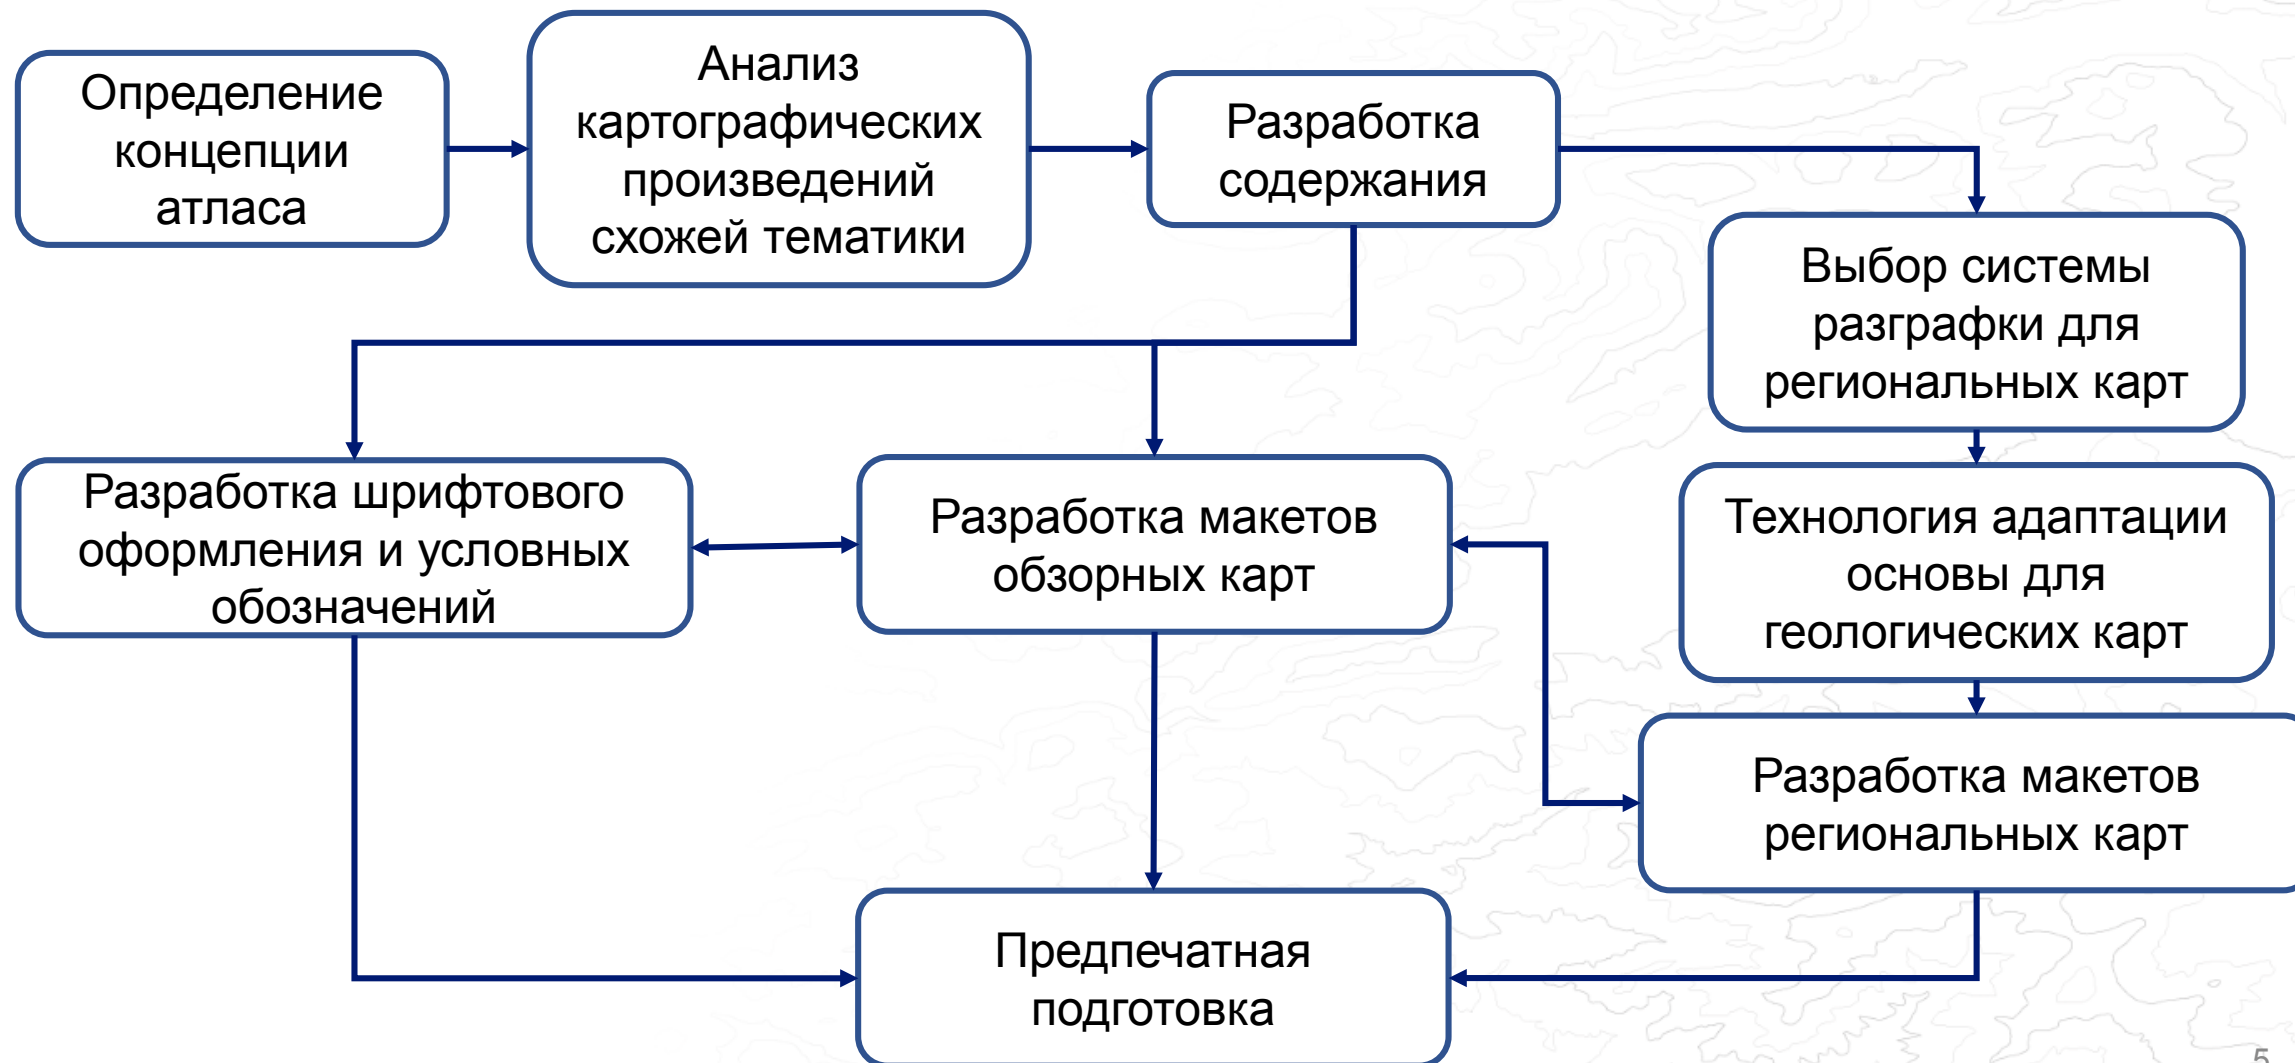 Определение
концепции
атласа
Анализ
картографических
произведений
схожей тематики
Разработка
содержания
Выбор системы
разграфки для
региональных карт
Разработка шрифтового
оформления и условных
обозначений
Разработка макетов
обзорных карт
Технология адаптации
основы для
геологических карт
Разработка макетов
региональных карт
Предпечатная
подготовка
5